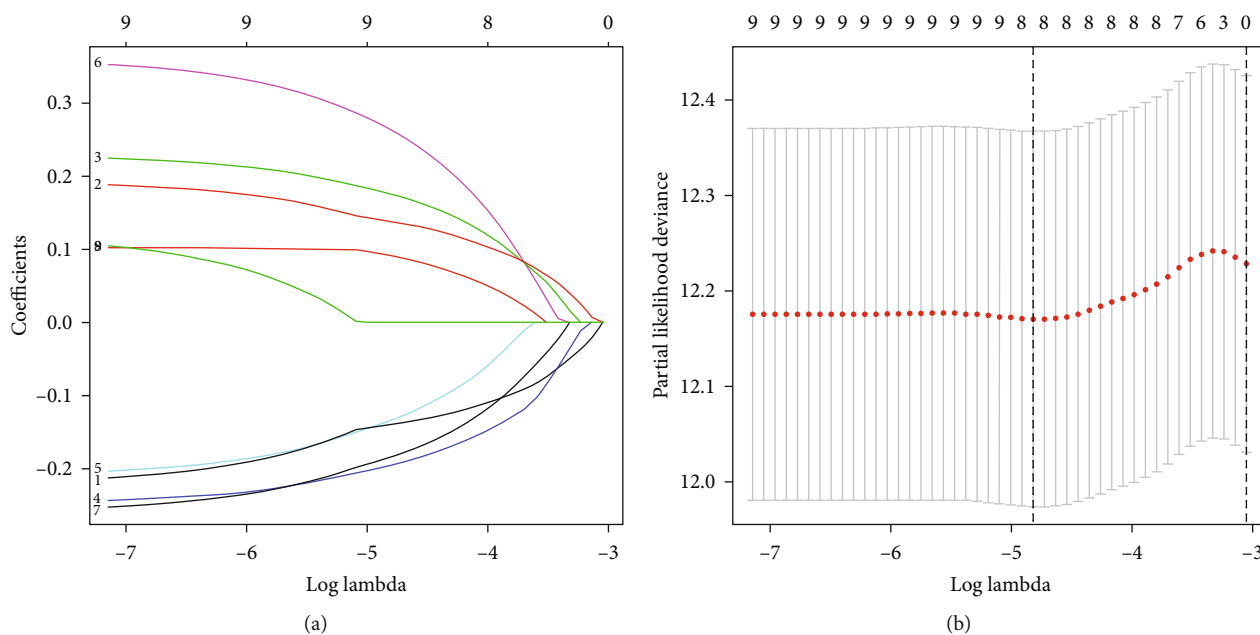 9 9 9 8 0
0.3
0.2
0.1
0.0
–0.1
–0.2
Coefficients
6
3
2
5
1
4
7
–7 –6 –5 –4 –3
Log lambda
(a)
9 9 9 9 9 9 9 9 9 9 9 9 8 8 8 8 8 8 8 7 6 3 0
12.4
12.3
12.2
12.1
12.0
Partial likelihood deviance
–7 –6 –5 –4 –3
Log lambda
(b)